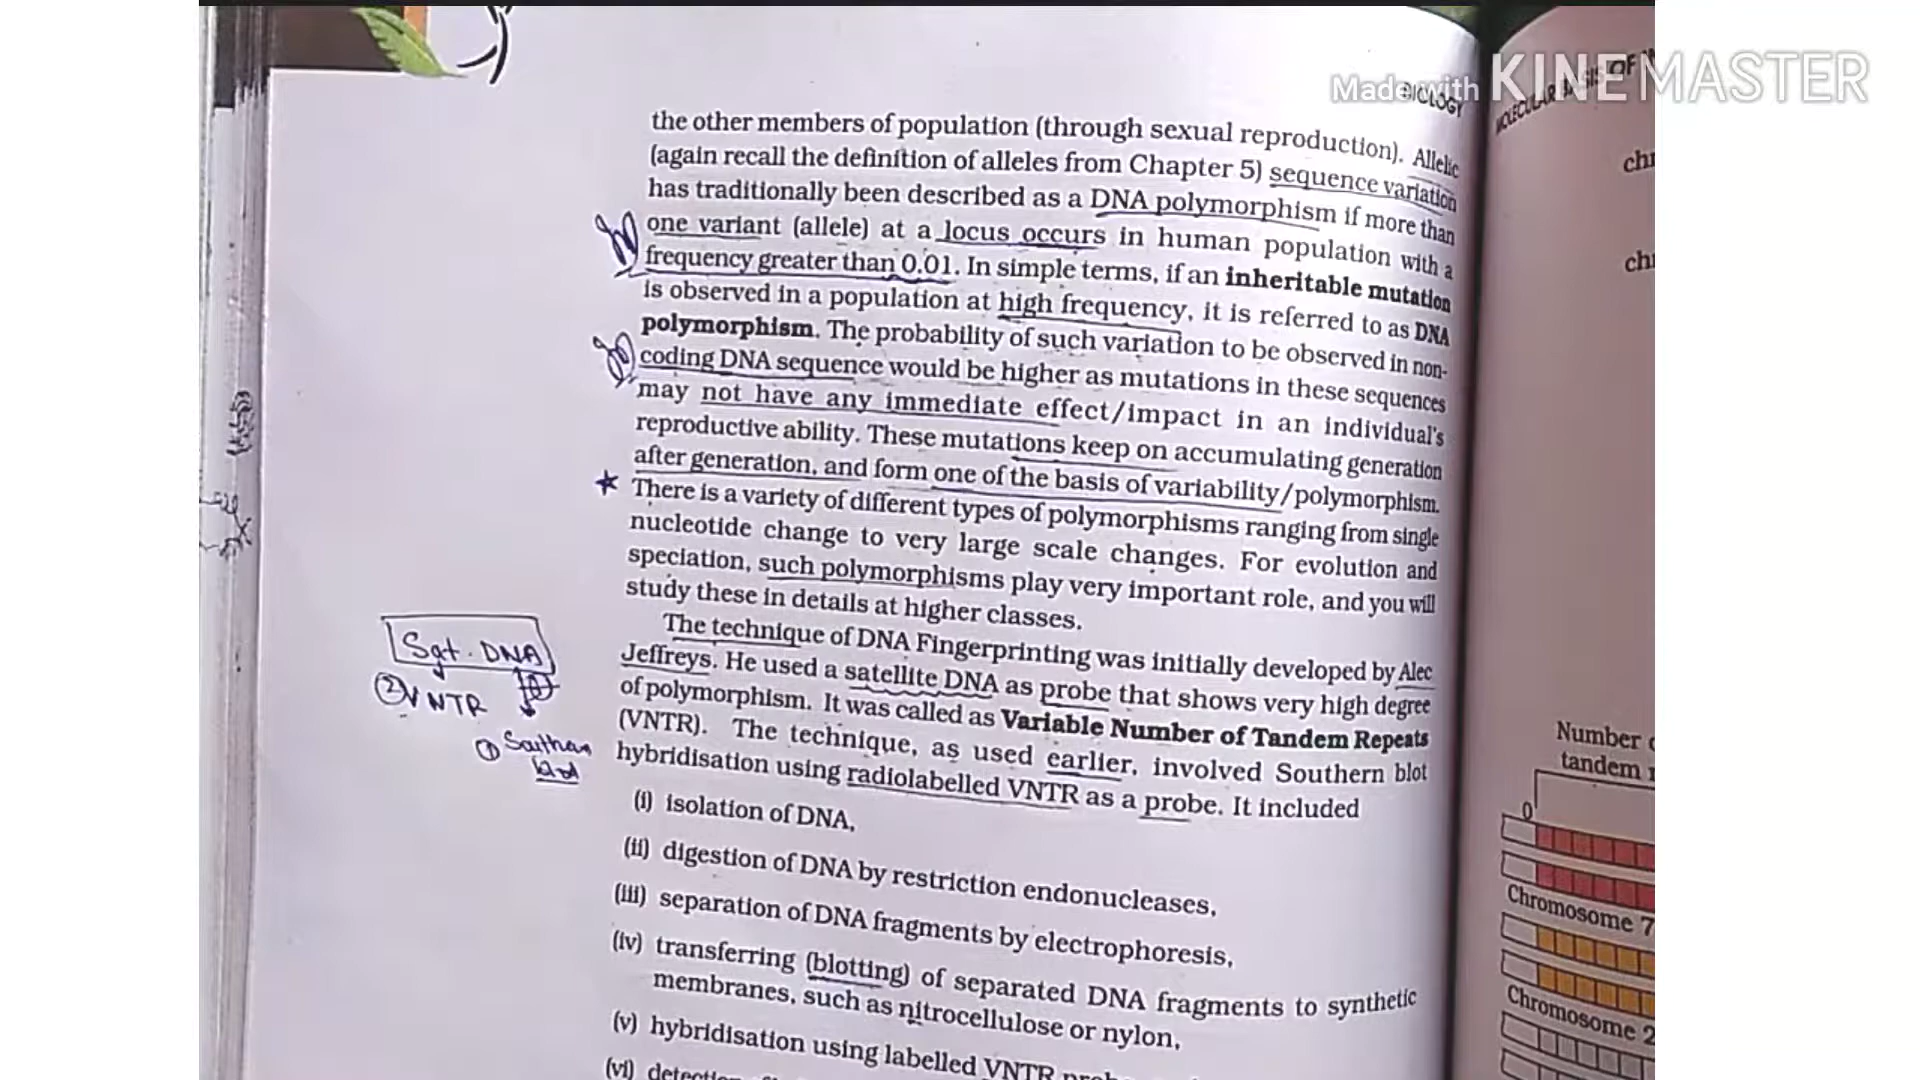 Made with KINEMASTER
BIOLOGY
MOLECULAR BASIS OF
the other members of population (through sexual reproduction). Allelic
(again recall the definition of alleles from Chapter 5) sequence variation
has traditionally been described as a DNA polymorphism if more than
one variant (allele) at a locus occurs in human population with a
frequency greater than 0.01. In simple terms, if an inheritable mutation
is observed in a population at high frequency, it is referred to as DNA
polymorphism. The probability of such variation to be observed in non-
coding DNA sequence would be higher as mutations in these sequences
may not have any immediate effect/impact in an individual's
reproductive ability. These mutations keep on accumulating generation
after generation, and form one of the basis of variability/polymorphism.
There is a variety of different types of polymorphisms ranging from single
nucleotide change to very large scale changes. For evolution and
speciation, such polymorphisms play very important role, and you will
study these in details at higher classes.
The technique of DNA Fingerprinting was initially developed by Alec
Jeffreys. He used a satellite DNA as probe that shows very high degree
of polymorphism. It was called as Variable Number of Tandem Repeats
(VNTR). The technique, as used earlier, involved Southern blot
hybridisation using radiolabelled VNTR as a probe. It included
(i) isolation of DNA,
(ii) digestion of DNA by restriction endonucleases,
(iii) separation of DNA fragments by electrophoresis,
(iv) transferring (blotting) of separated DNA fragments to synthetic
membranes, such as nitrocellulose or nylon,
(v) hybridisation using labelled VNTR
(vi)
Sat. DNA
② VNTR
① Southern
blot
chr
chr
Number
tandem
0
Chromosome 7
Chromosome 2